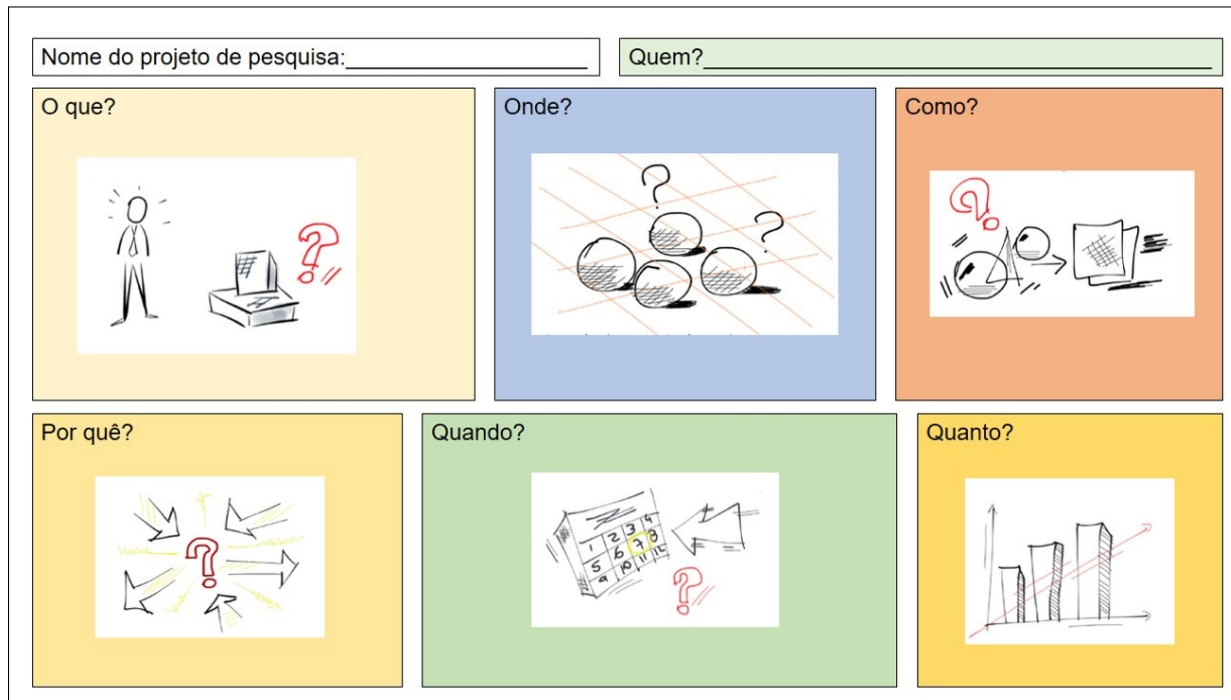 Nome do projeto de pesquisa:____________________
Quem?__________________________________________
O que?
Onde?
Como?
?
? ?
?
Por quê?
Quando?
Quanto?
?
1 2 3 4
5 6 7 8
9 10 11 12
?